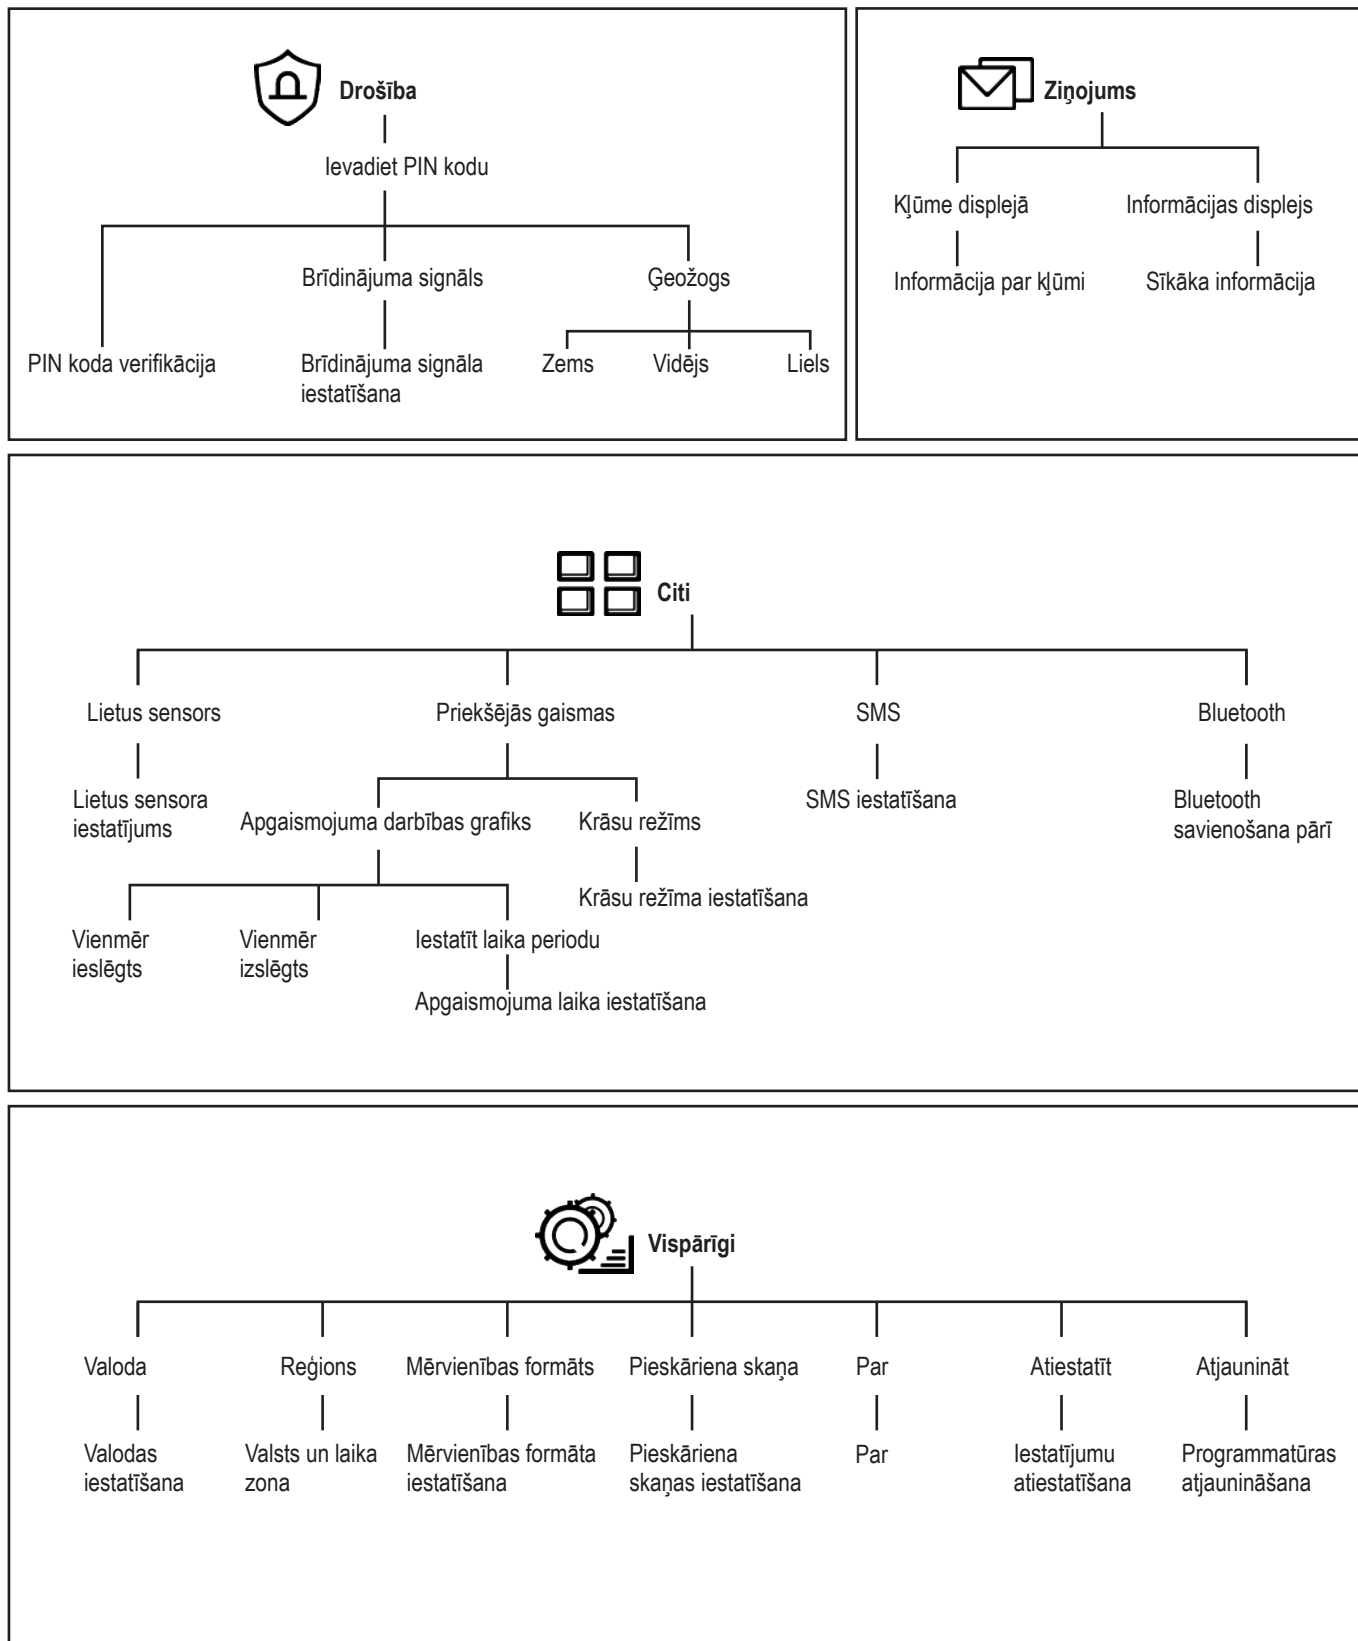 Drošība
Ievadiet PIN kodu
Brīdinājuma signāls
Ģeožogs
PIN koda verifikācija
Brīdinājuma signāla
iestatīšana
Zems
Vidējs
Liels
Ziņojums
Kļūme displejā
Informācijas displejs
Informācija par kļūmi
Sīkāka informācija
Citi
Lietus sensors
Priekšējās gaismas
SMS
Bluetooth
Lietus sensora
iestatījums
Apgaismojuma darbības grafiks
Krāsu režīms
SMS iestatīšana
Bluetooth
savienošana pārī
Krāsu režīma iestatīšana
Vienmēr
ieslēgts
Vienmēr
izslēgts
Iestatīt laika periodu
Apgaismojuma laika iestatīšana
Vispārīgi
Valoda
Reģions
Mērvienības formāts
Pieskāriena skaņa
Par
Atiestatīt
Atjaunināt
Valodas
iestatīšana
Valsts un laika
zona
Mērvienības formāta
iestatīšana
Pieskāriena
skaņas iestatīšana
Par
Iestatījumu
atiestatīšana
Programmatūras
atjaunināšana